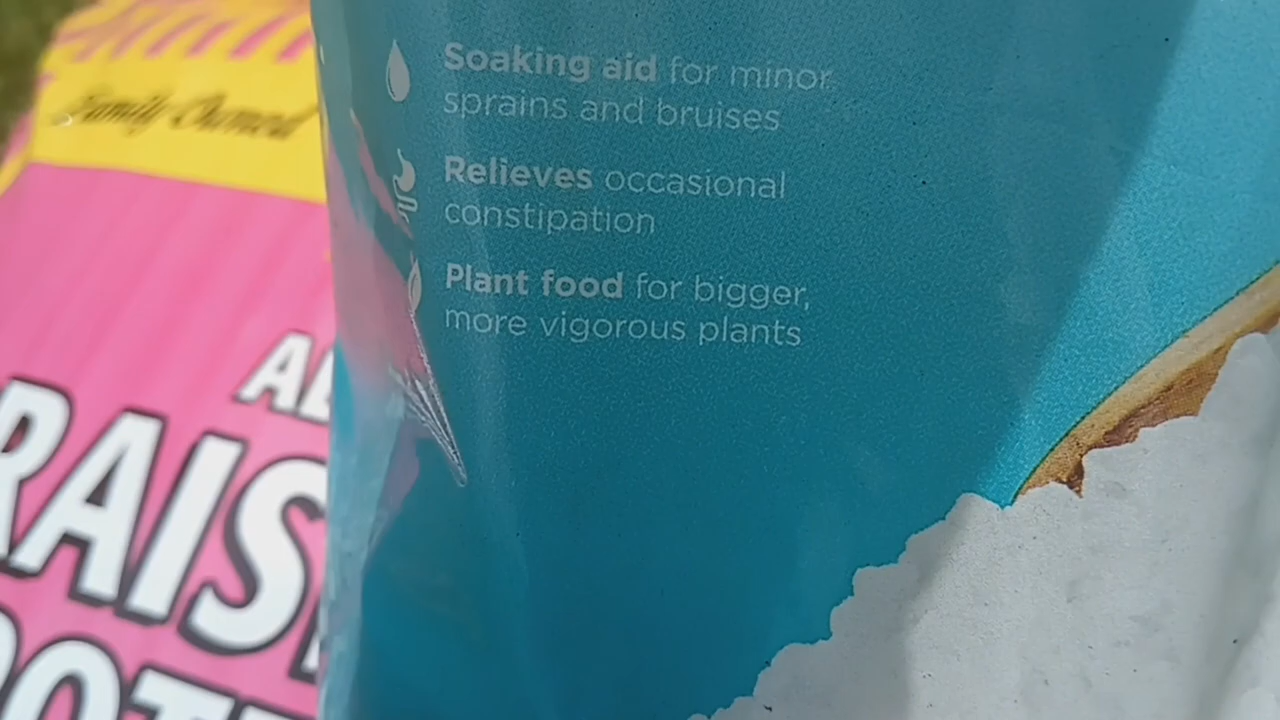 Family Owned
RAIS
Soaking aid for minor
sprains and bruises
Relieves occasional
constipation
Plant food for bigger,
more vigorous plants